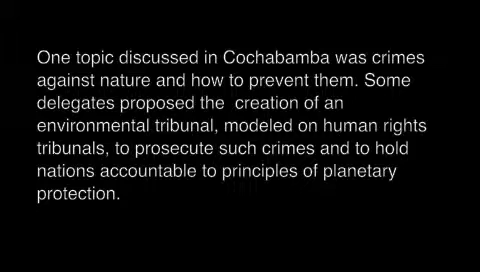 One topic discussed in Cochabamba was crimes
against nature and how to prevent them. Some
delegates proposed the  creation of an
environmental tribunal, modeled on human rights
tribunals, to prosecute such crimes and to hold
nations accountable to principles of planetary
protection.